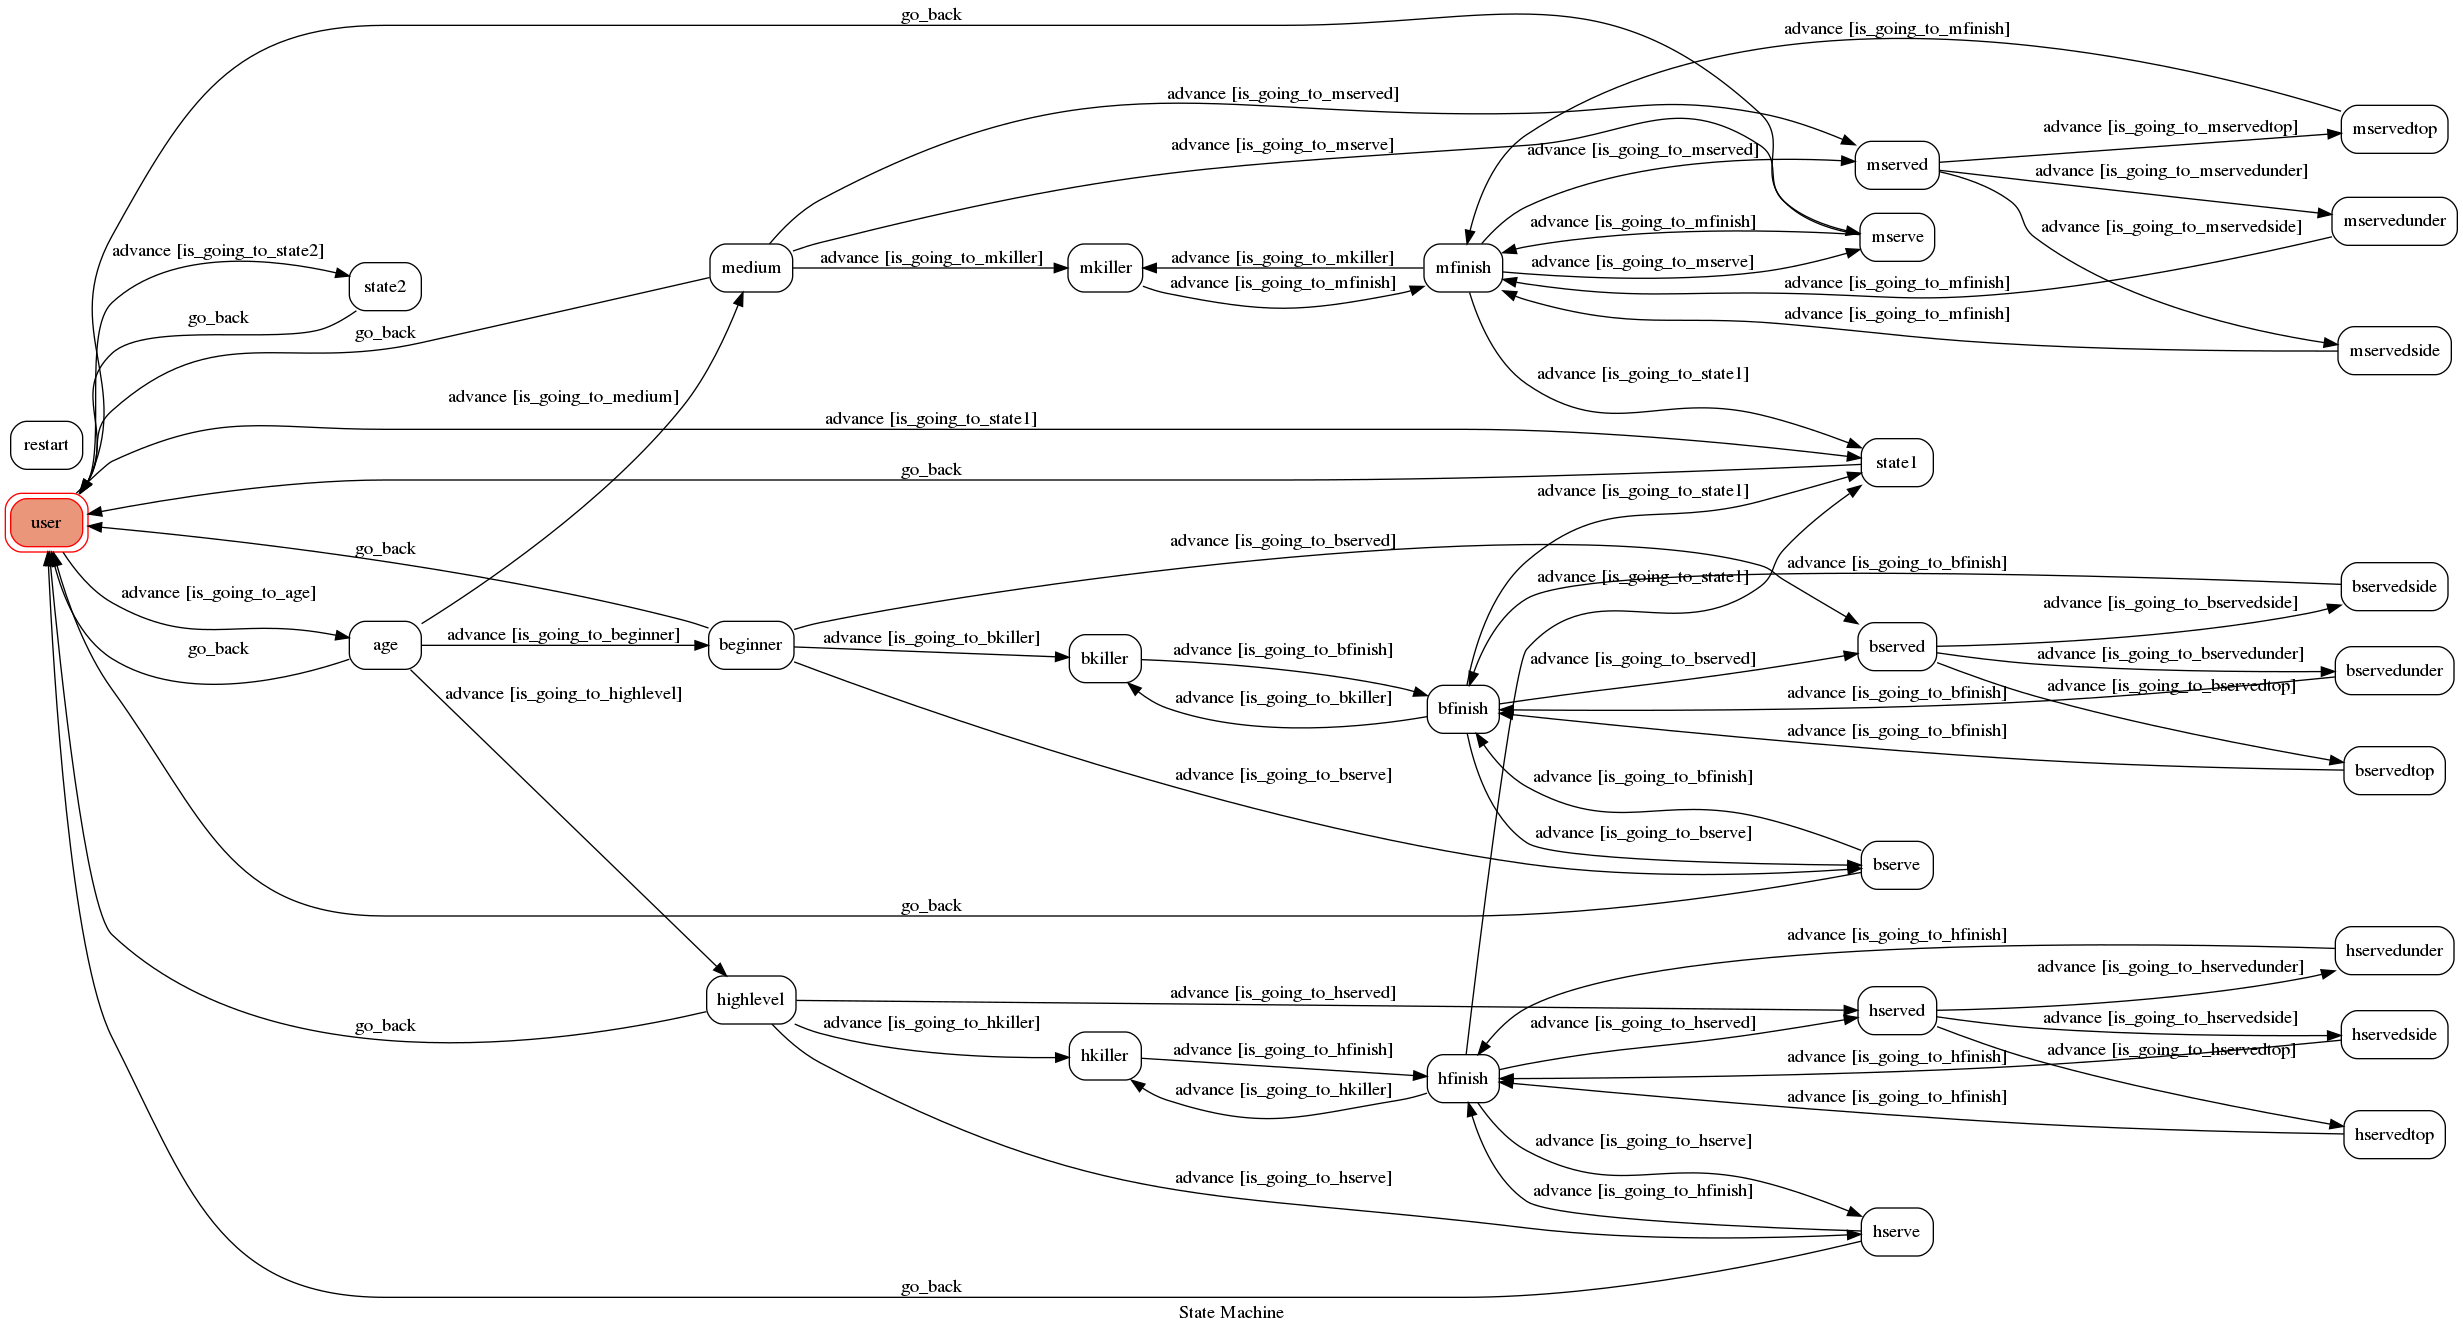 go_back
advance [is_going_to_mfinish]
advance [is_going_to_mserved]
mservedtop
advance [is_going_to_mservedtop]
advance [is_going_to_mserve]
advance [is_going_to_mserved]
mserved
advance [is_going_to_mservedunder]
mservedunder
advance [is_going_to_mfinish]
advance [is_going_to_mservedside]
mserve
advance [is_going_to_state2]
medium
advance [is_going_to_mkiller]
mkiller
advance [is_going_to_mkiller]
mfinish
advance [is_going_to_mserve]
state2
advance [is_going_to_mfinish]
advance [is_going_to_mfinish]
go_back
advance [is_going_to_mfinish]
go_back
mservedside
advance [is_going_to_state1]
advance [is_going_to_medium]
advance [is_going_to_state1]
restart
go_back
state1
advance [is_going_to_state1]
user
go_back
advance [is_going_to_bserved]
advance [is_going_to_bfinish]
advance [is_going_to_state1]
bservedside
advance [is_going_to_age]
advance [is_going_to_bservedside]
age
advance [is_going_to_beginner]
beginner
advance [is_going_to_bkiller]
go_back
bkiller
advance [is_going_to_bfinish]
advance [is_going_to_bserved]
bserved
advance [is_going_to_bservedunder]
bservedunder
advance [is_going_to_highlevel]
advance [is_going_to_bkiller]
bfinish
advance [is_going_to_bfinish]
advance [is_going_to_bservedtop]
advance [is_going_to_bfinish]
bservedtop
advance [is_going_to_bserve]
advance [is_going_to_bfinish]
advance [is_going_to_bserve]
bserve
go_back
advance [is_going_to_hfinish]
hservedunder
advance [is_going_to_hservedunder]
highlevel
advance [is_going_to_hserved]
hserved
go_back
advance [is_going_to_hkiller]
advance [is_going_to_hserved]
advance [is_going_to_hservedside]
hservedside
hkiller
advance [is_going_to_hfinish]
advance [is_going_to_hfinish]
advance [is_going_to_hservedtop]
hfinish
advance [is_going_to_hkiller]
advance [is_going_to_hfinish]
hservedtop
advance [is_going_to_hserve]
advance [is_going_to_hserve]
advance [is_going_to_hfinish]
hserve
go_back
State Machine